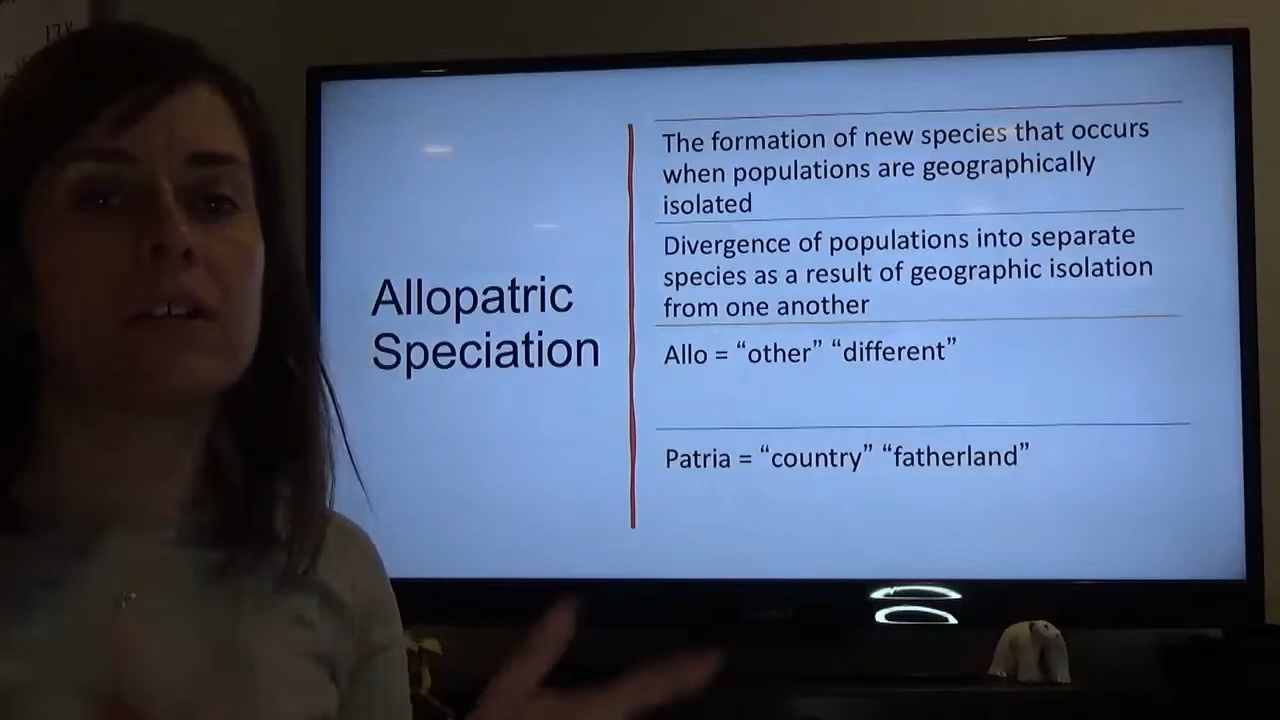 Allopatric
Speciation
The formation of new species that occurs
when populations are geographically
isolated
Divergence of populations into separate
species as a result of geographic isolation
from one another
Allo = “other” “different”
Patria = “country” “fatherland”